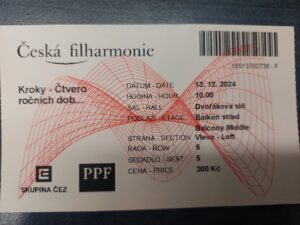 Česká filharmonie
10513760736 P
Kroky - Čtvero
ročních dob...
DATUM - DATE 13. 12. 2024
HODINA - HOUR 10.00
SÁL - HALL Dvořákova síň
PODLAŽÍ - ETAGE Balkón střed
Balcony Middle
STRANA - SECTION Vlevo - Left
ŘADA - ROW 5
SEDADLO - SEAT 5
CENA - PRICE 200 Kč
SKUPINA ČEZ
PPF